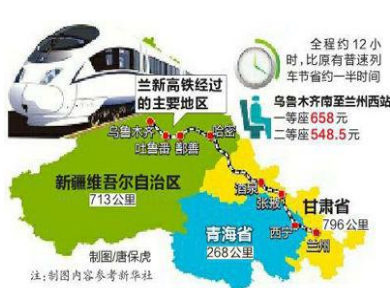 全程约12小
时,比原有普速列
车节省约一半时间
兰新高铁经过
的主要地区
乌鲁木齐南至兰州西站
一等座658元
二等座548.5元
乌鲁木齐
吐鲁番
鄯善
哈密
新疆维吾尔自治区
713公里
酒泉
张掖
甘肃省
796公里
青海省
268公里
西宁
兰州
制图/唐保虎
注:制图内容参考新华社